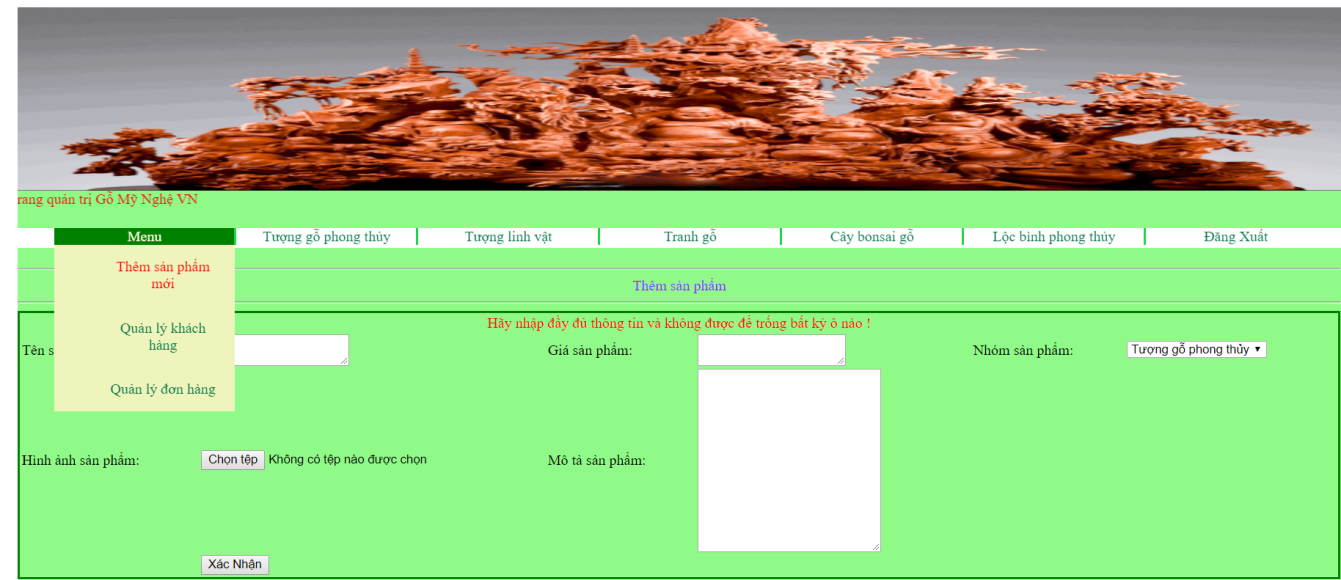 rang quản trị Gỗ Mỹ Nghệ VN
Menu Tượng gỗ phong thủy Tượng linh vật Tranh gỗ Cây bonsai gỗ Lộc bình phong thủy Đăng Xuất
Thêm sản phẩm
mới
Quản lý khách
hàng
Quản lý đơn hàng
Thêm sản phẩm
Hãy nhập đầy đủ thông tin và không được để trống bất kỳ ô nào !
Tên s Giá sản phẩm: Nhóm sản phẩm: Tượng gỗ phong thủy
Hình ảnh sản phẩm: Chọn tệp Không có tệp nào được chọn Mô tả sản phẩm:
Xác Nhận